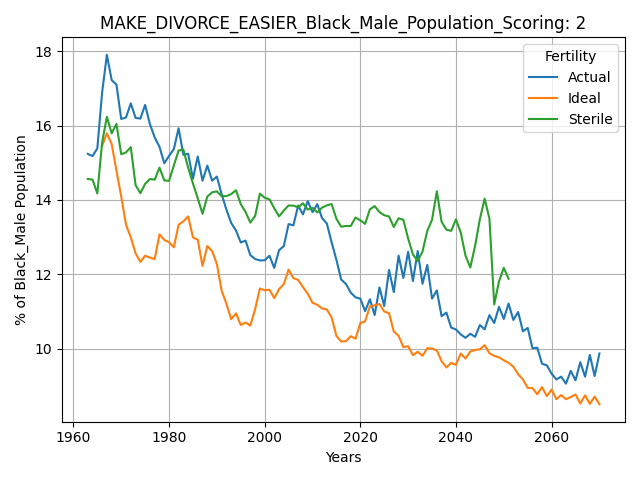 MAKE_DIVORCE_EASIER_Black_Male_Population_Scoring: 2
Fertility
Actual
Ideal
Sterile
% of Black_Male Population
18
16
14
12
10
1960 1980 2000 2020 2040 2060
Years